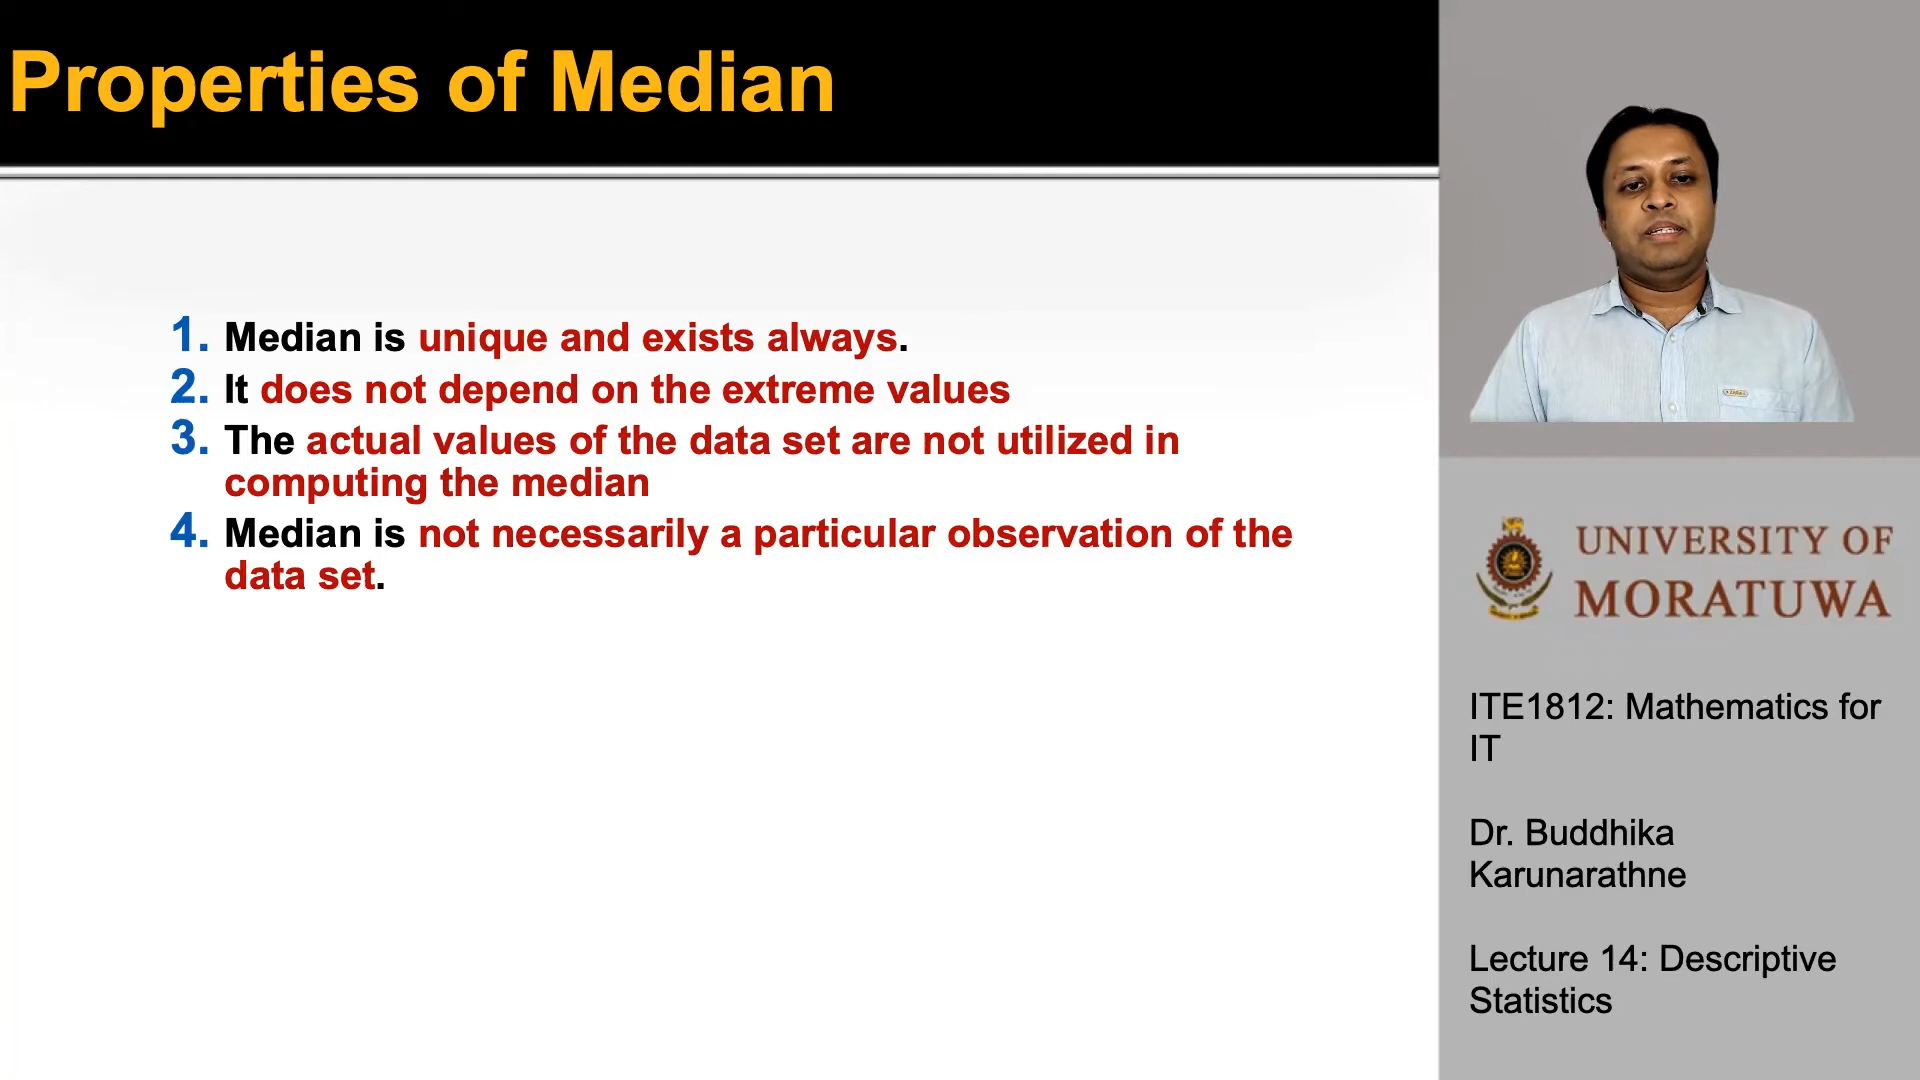 Properties of Median
1. Median is unique and exists always.
2. It does not depend on the extreme values
3. The actual values of the data set are not utilized in
computing the median
4. Median is not necessarily a particular observation of the
data set.
UNIVERSITY OF
MORATUWA
ITE1812: Mathematics for
IT
Dr. Buddhika
Karunarathne
Lecture 14: Descriptive
Statistics